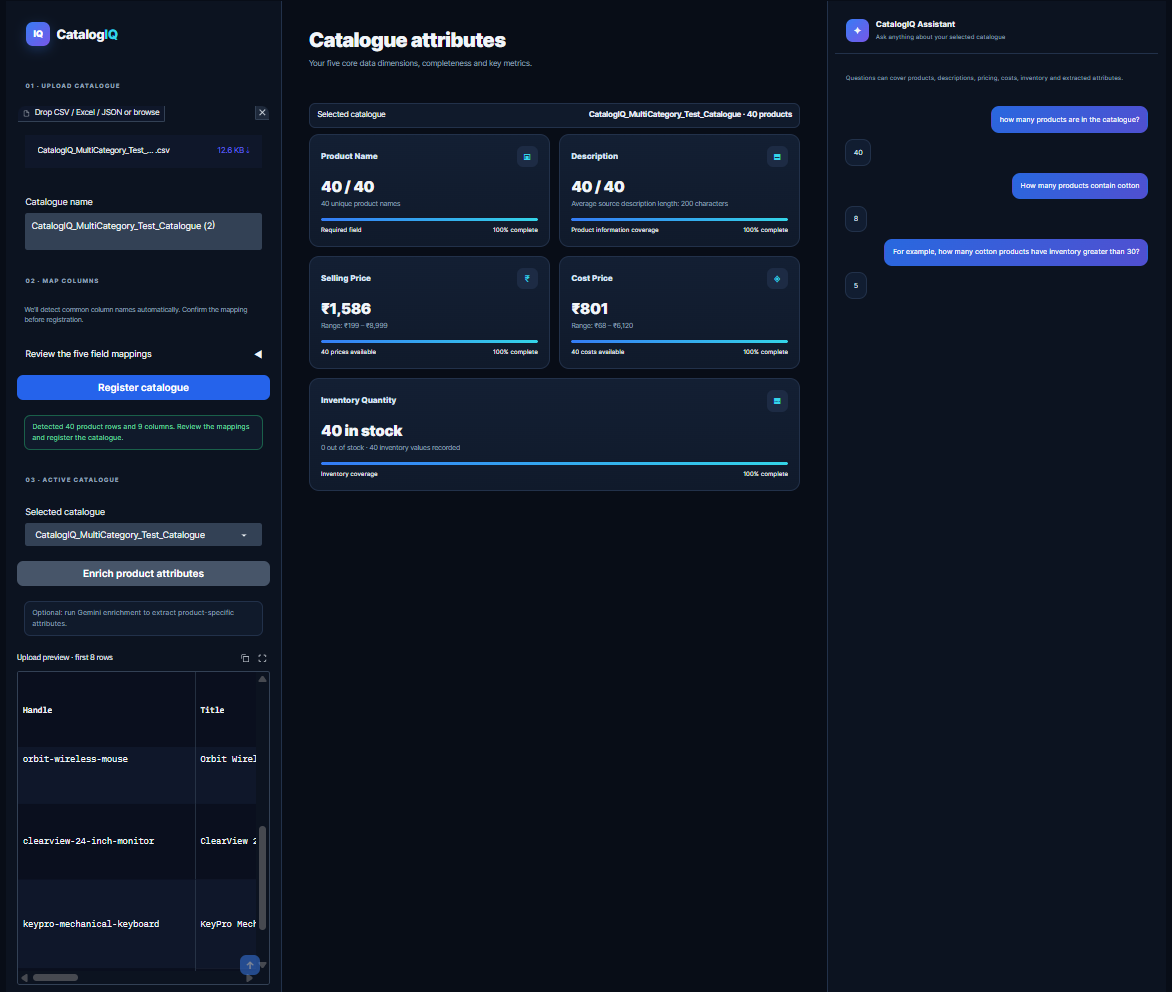 IQ CatalogIQ
01 · UPLOAD CATALOGUE
Drop CSV / Excel / JSON or browse
CatalogIQ_MultiCategory_Test_... .csv 12.6 KB ↓
Catalogue name
CatalogIQ_MultiCategory_Test_Catalogue (2)
02 · MAP COLUMNS
We'll detect common column names automatically. Confirm the mapping
before registration.
Review the five field mappings
Register catalogue
Detected 40 product rows and 9 columns. Review the mappings
and register the catalogue.
03 · ACTIVE CATALOGUE
Selected catalogue
CatalogIQ_MultiCategory_Test_Catalogue
Enrich product attributes
Optional: run Gemini enrichment to extract product-specific
attributes.
Upload preview · first 8 rows
Handle Title
orbit-wireless-mouse Orbit Wirel
clearview-24-inch-monitor ClearView 2
keypro-mechanical-keyboard KeyPro Mech
Catalogue attributes
Your five core data dimensions, completeness and key metrics.
Selected catalogue CatalogIQ_MultiCategory_Test_Catalogue · 40 products
Product Name
40 / 40
40 unique product names
Required field 100% complete
Description
40 / 40
Average source description length: 200 characters
Product information coverage 100% complete
Selling Price ₹
₹1,586
Range: ₹199 – ₹8,999
40 prices available 100% complete
Cost Price
₹801
Range: ₹68 – ₹6,120
40 costs available 100% complete
Inventory Quantity
40 in stock
0 out of stock · 40 inventory values recorded
Inventory coverage 100% complete
CatalogIQ Assistant
Ask anything about your selected catalogue
Questions can cover products, descriptions, pricing, costs, inventory and extracted attributes.
how many products are in the catalogue?
40
How many products contain cotton
8
For example, how many cotton products have inventory greater than 30?
5